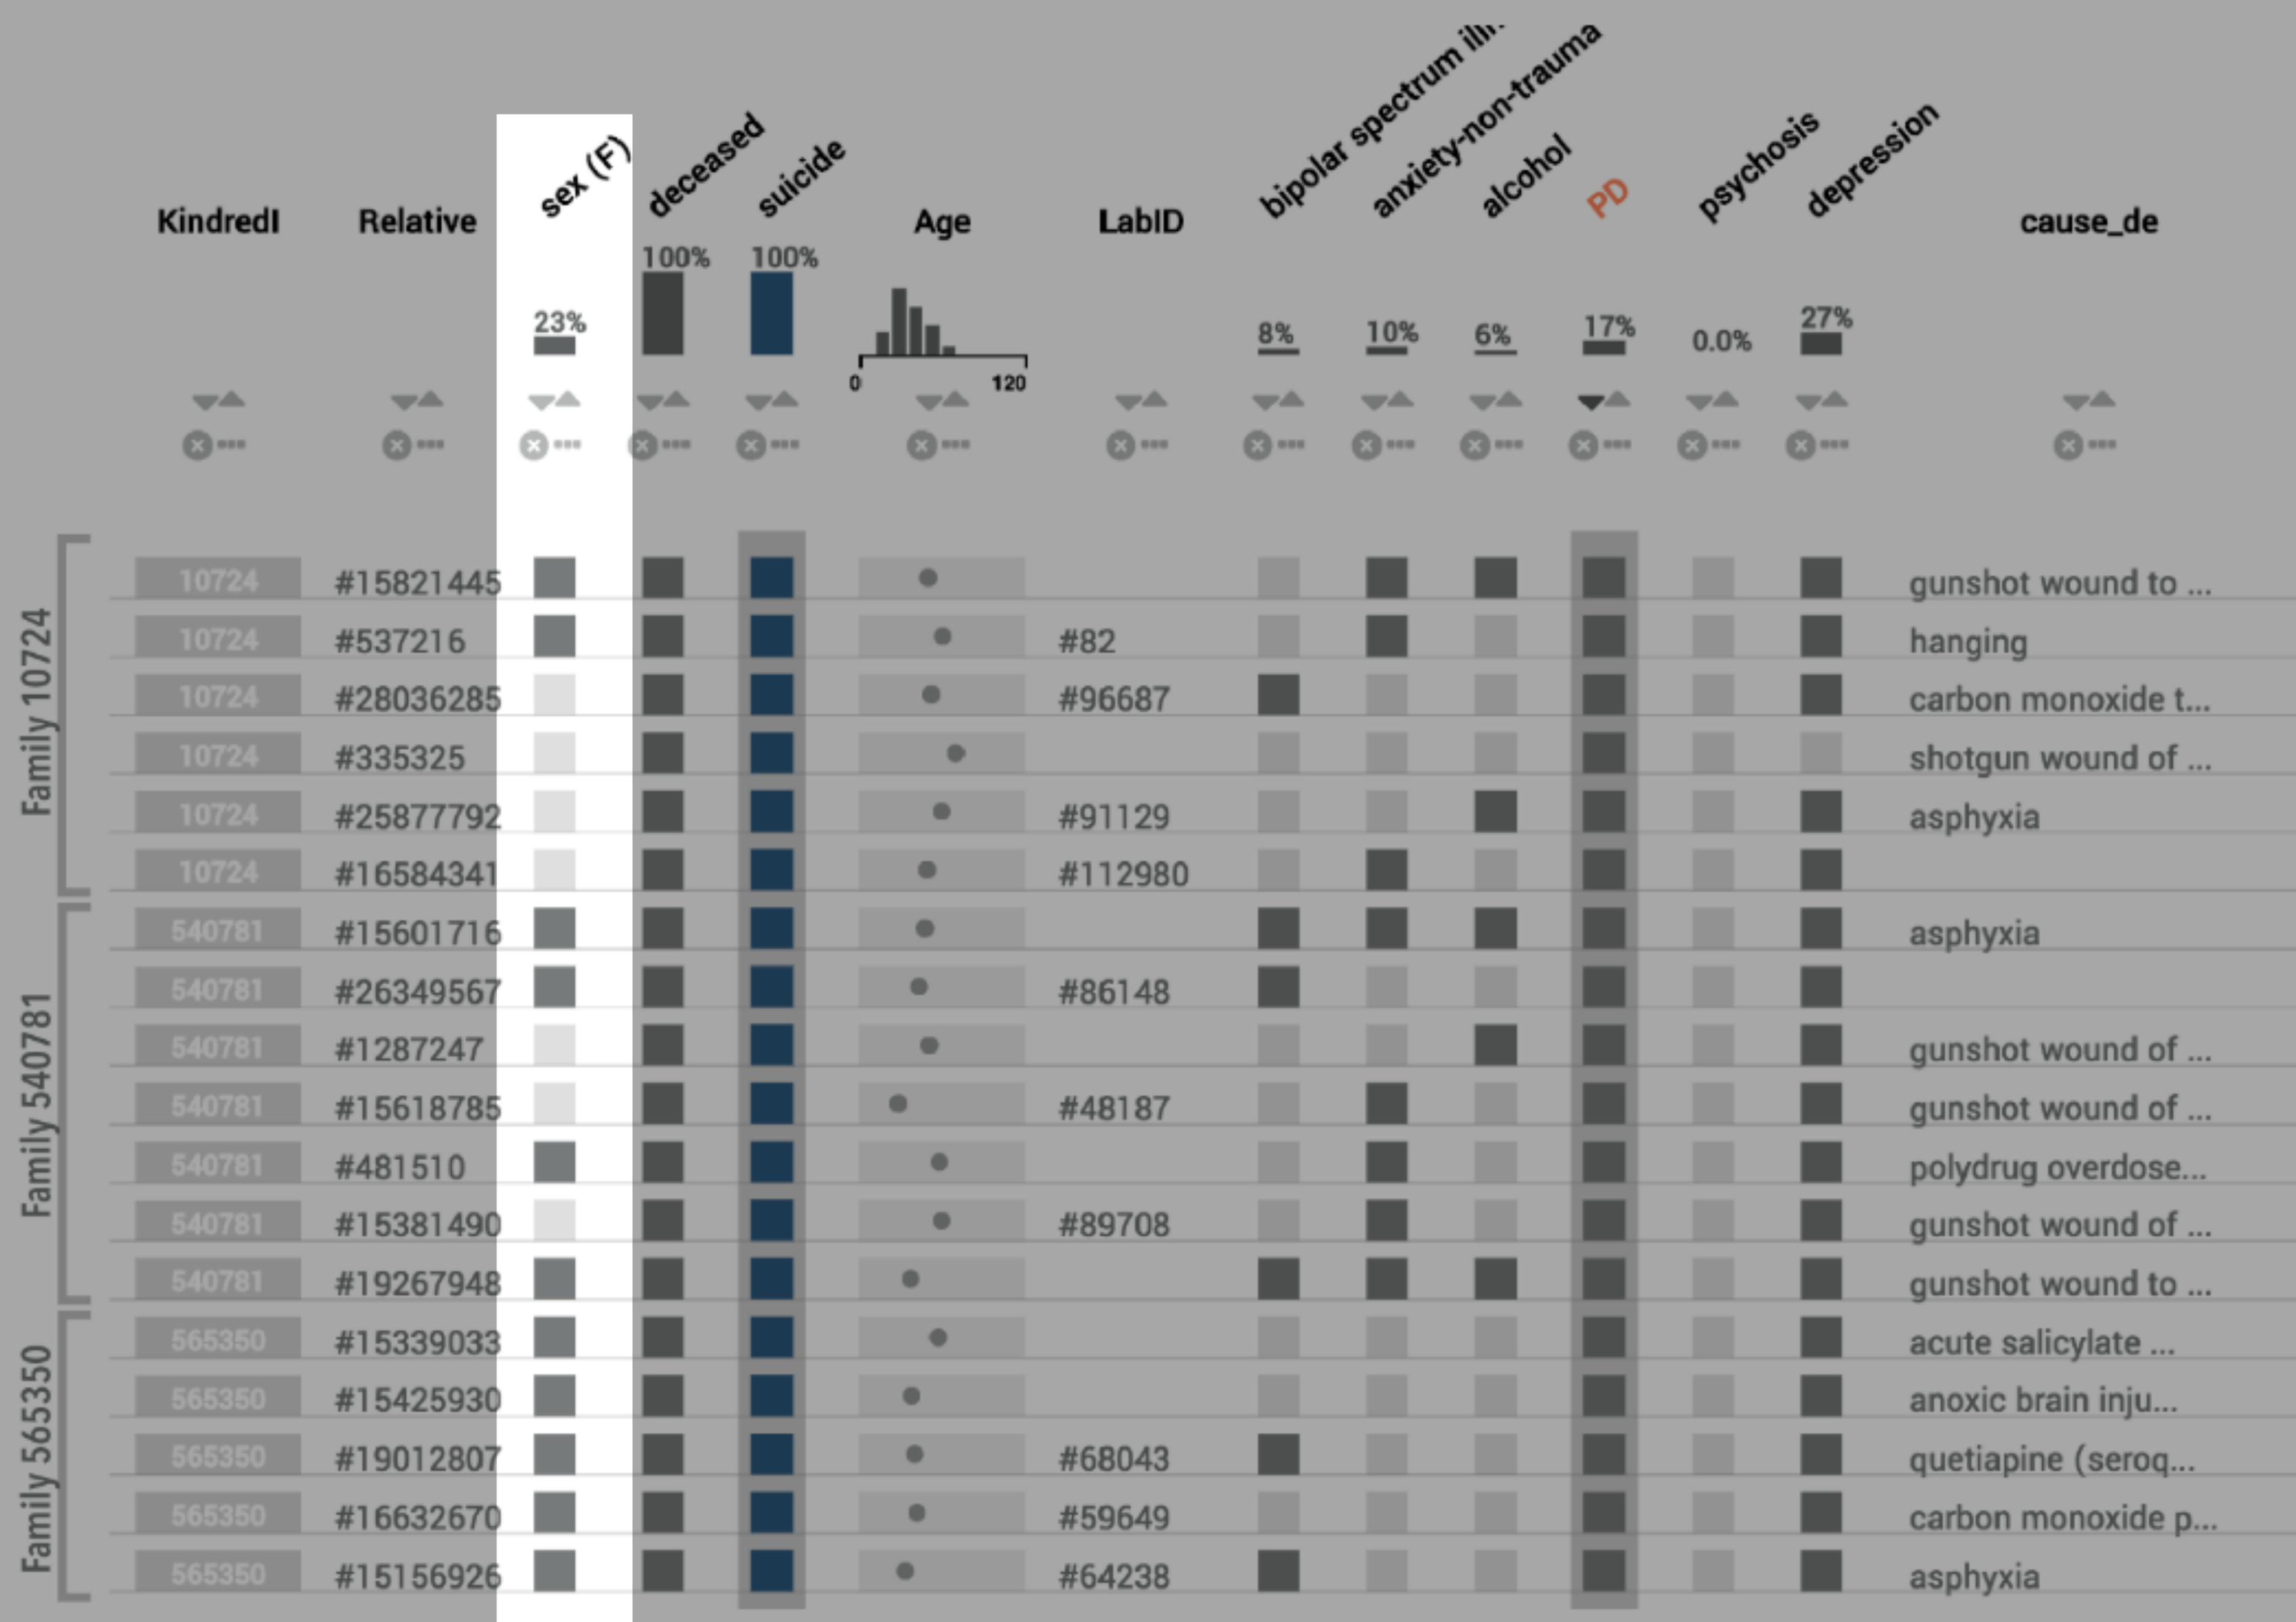 KindredI Relative sex (F) deceased suicide Age LabID bipolar spectrum anxiety-non-trauma alcohol PD psychosis depression cause_de
23% 100% 100% 8% 10% 6% 17% 0.0% 27%
0 120
Family 10724
10724 #15821445 gunshot wound to ...
10724 #537216 #82 hanging
10724 #28036285 #96687 carbon monoxide t...
10724 #335325 shotgun wound of ...
10724 #25877792 #91129 asphyxia
10724 #16584341 #112980
Family 540781
540781 #15601716 asphyxia
540781 #26349567 #86148
540781 #1287247 gunshot wound of ...
540781 #15618785 #48187 gunshot wound of ...
540781 #481510 polydrug overdose...
540781 #15381490 #89708 gunshot wound of ...
540781 #19267948 gunshot wound to ...
Family 565350
565350 #15339033 acute salicylate ...
565350 #15425930 anoxic brain inju...
565350 #19012807 #68043 quetiapine (seroq...
565350 #16632670 #59649 carbon monoxide p...
565350 #15156926 #64238 asphyxia